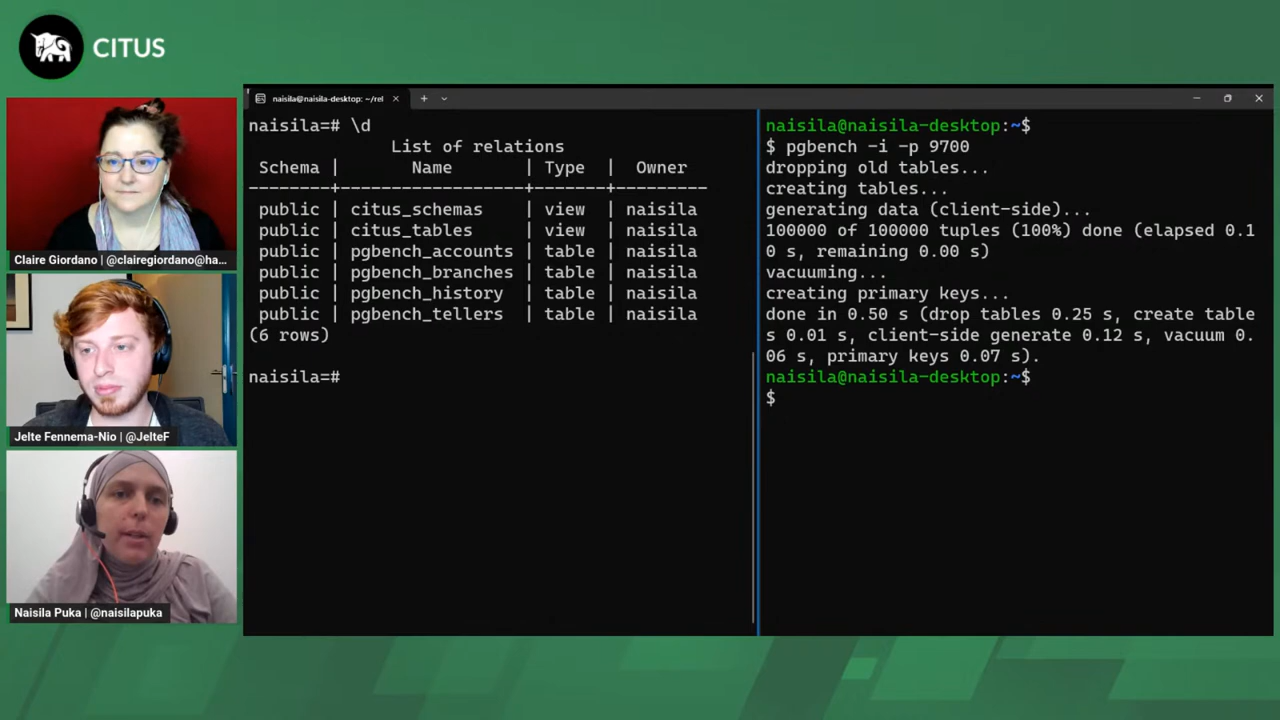 CITUS
Claire Giordano | @clairegiordano@ha...
Jelte Fennema-Nio | @JelteF
Naisila Puka | @naisilapuka
naisila@naisila-desktop: ~/rel
naisila=# \d
List of relations
Schema | Name | Type | Owner
--------+------------------+-------+---------
public | citus_schemas | view | naisila
public | citus_tables | view | naisila
public | pgbench_accounts | table | naisila
public | pgbench_branches | table | naisila
public | pgbench_history | table | naisila
public | pgbench_tellers | table | naisila
(6 rows)
naisila=#
naisila@naisila-desktop:~$
$ pgbench -i -p 9700
dropping old tables...
creating tables...
generating data (client-side)...
100000 of 100000 tuples (100%) done (elapsed 0.1
0 s, remaining 0.00 s)
vacuuming...
creating primary keys...
done in 0.50 s (drop tables 0.25 s, create table
s 0.01 s, client-side generate 0.12 s, vacuum 0.
06 s, primary keys 0.07 s).
naisila@naisila-desktop:~$
$